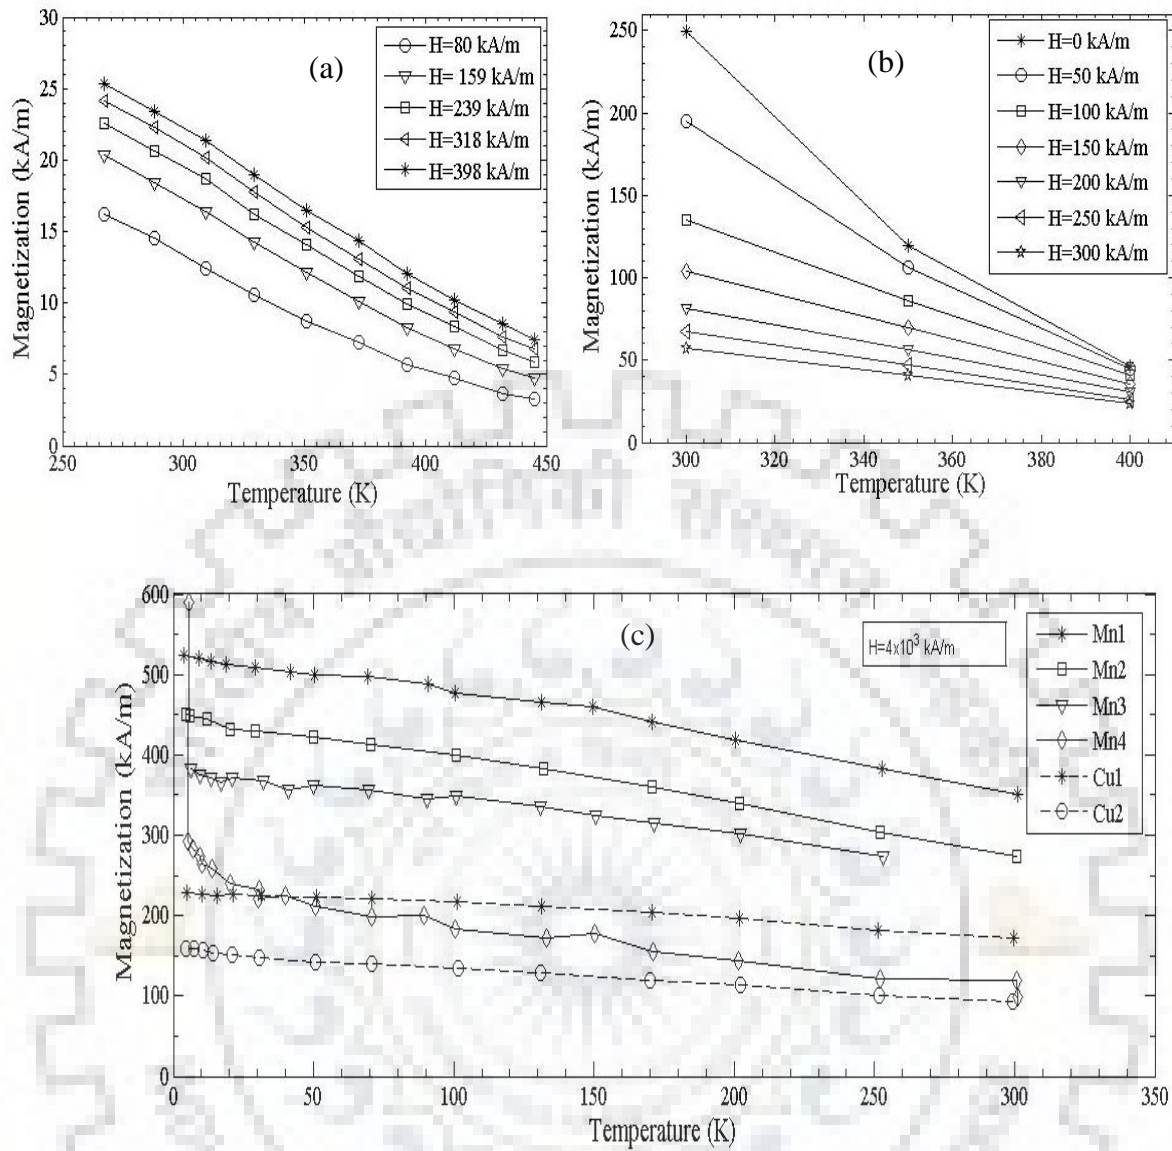 30
25
20
15
10
5
0
250
300
350
400
450
Magnetization (kA/m)
Temperature (K)
(a)
H=80 kA/m
H= 159 kA/m
H=239 kA/m
H=318 kA/m
H=398 kA/m
250
200
150
100
50
0
300
320
340
360
380
400
Magnetization (kA/m)
Temperature (K)
(b)
H=0 kA/m
H=50 kA/m
H=100 kA/m
H=150 kA/m
H=200 kA/m
H=250 kA/m
H=300 kA/m
600
500
400
300
200
100
0
0
50
100
150
200
250
300
350
Magnetization (kA/m)
Temperature (K)
(c)
H=4x10³ kA/m
Mn1
Mn2
Mn3
Mn4
Cu1
Cu2